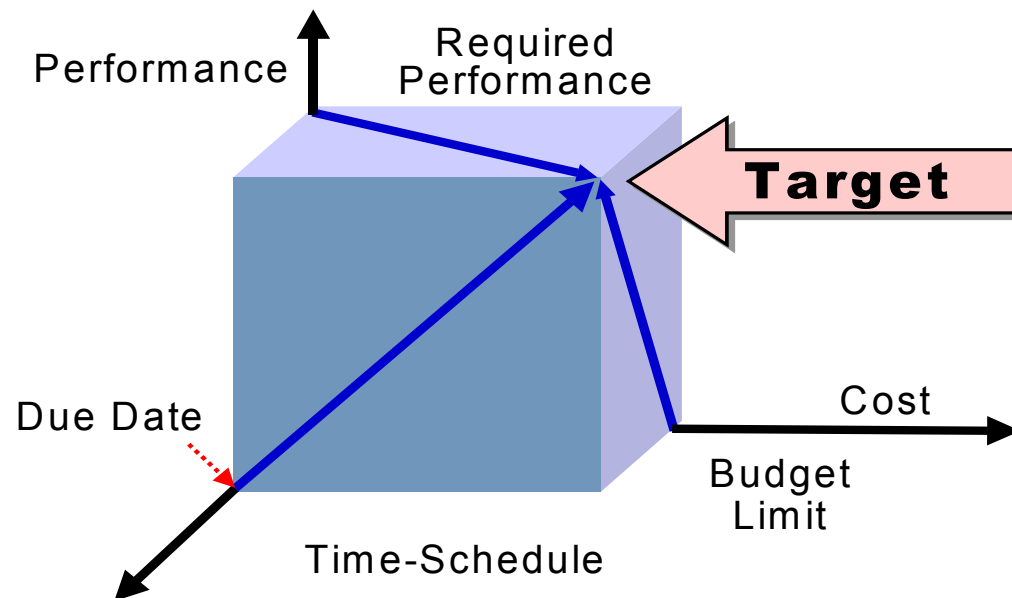 Performance
Required
Performance
Target
Cost
Due Date
Budget
Limit
Time-Schedule